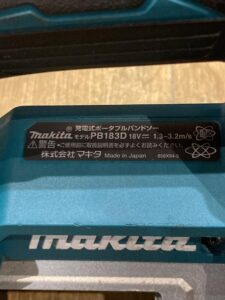 充電式ポータブルバンドソー
makita モデル PB183D 18V⎓ 1.3-3.2m/s
⚠警告 ●ご使用前に取扱説明書を必ずよくお読みください。
株式会社 マキタ Made in Japan
makita